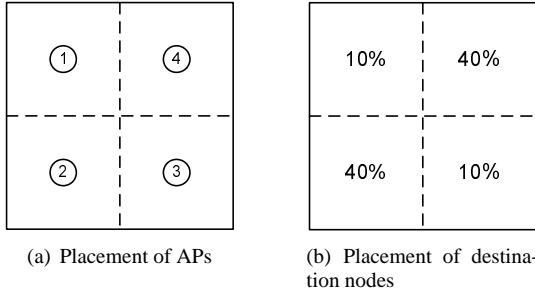 1 4
2 3
(a) Placement of APs
10% 40%
40% 10%
(b) Placement of destina-
tion nodes